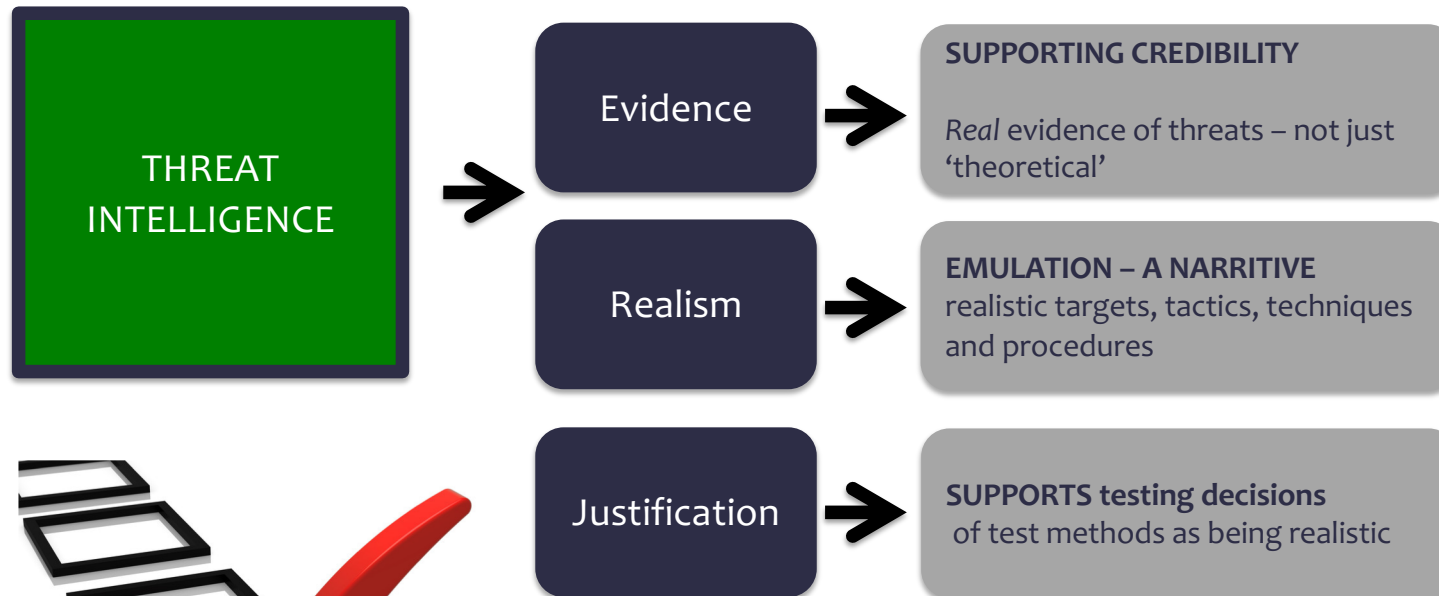 THREAT
INTELLIGENCE
Evidence
SUPPORTING CREDIBILITY
Real evidence of threats – not just
‘theoretical’
Realism
EMULATION – A NARRITIVE
realistic targets, tactics, techniques
and procedures
Justification
SUPPORTS testing decisions
of test methods as being realistic